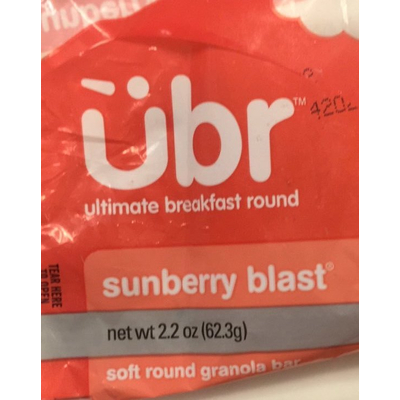 übr™
420
ultimate breakfast round
TEAR HERE
TO OPEN
sunberry blast®
net wt 2.2 oz (62.3g)
soft round granola bar